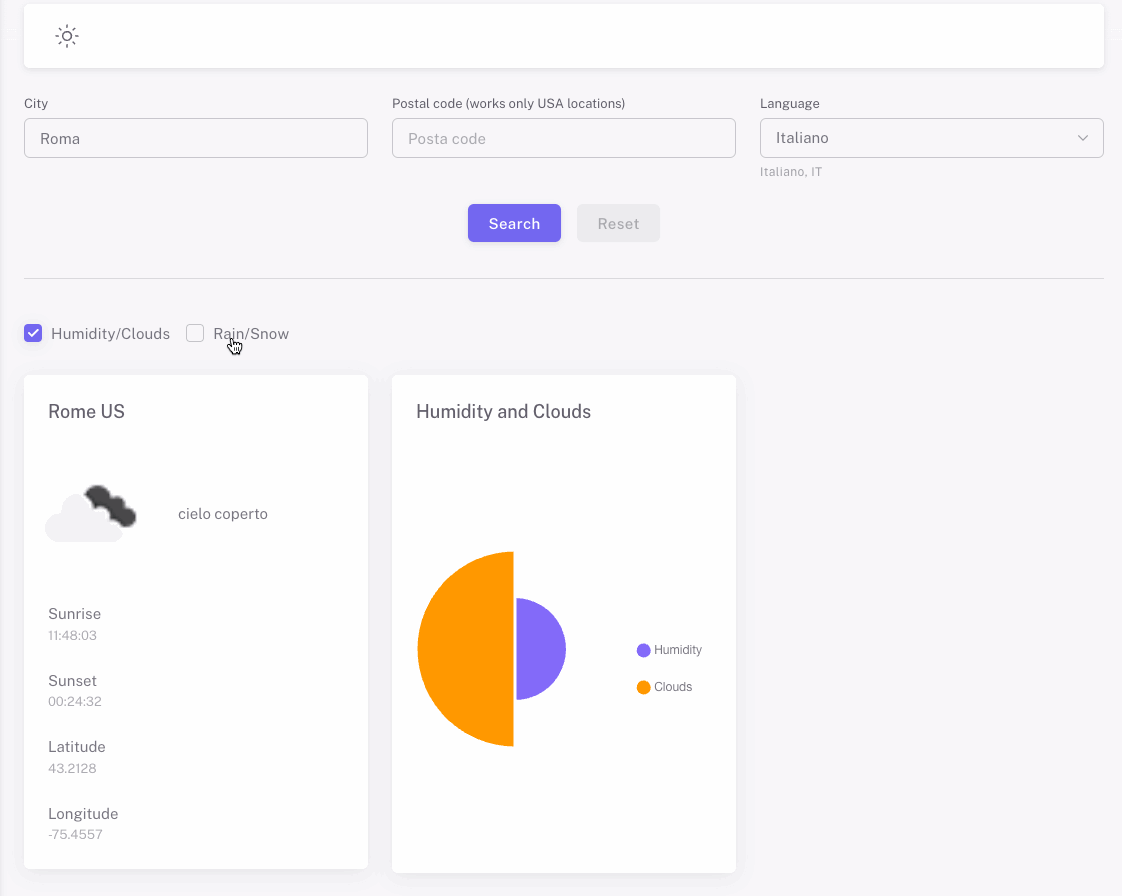 City
Postal code (works only USA locations)
Language
Roma
Posta code
Italiano
Italiano, IT
Search
Reset
Humidity/Clouds
Rain/Snow
Rome US
cielo coperto
Sunrise
11:48:03
Sunset
00:24:32
Latitude
43.2128
Longitude
-75.4557
Humidity and Clouds
Humidity
Clouds